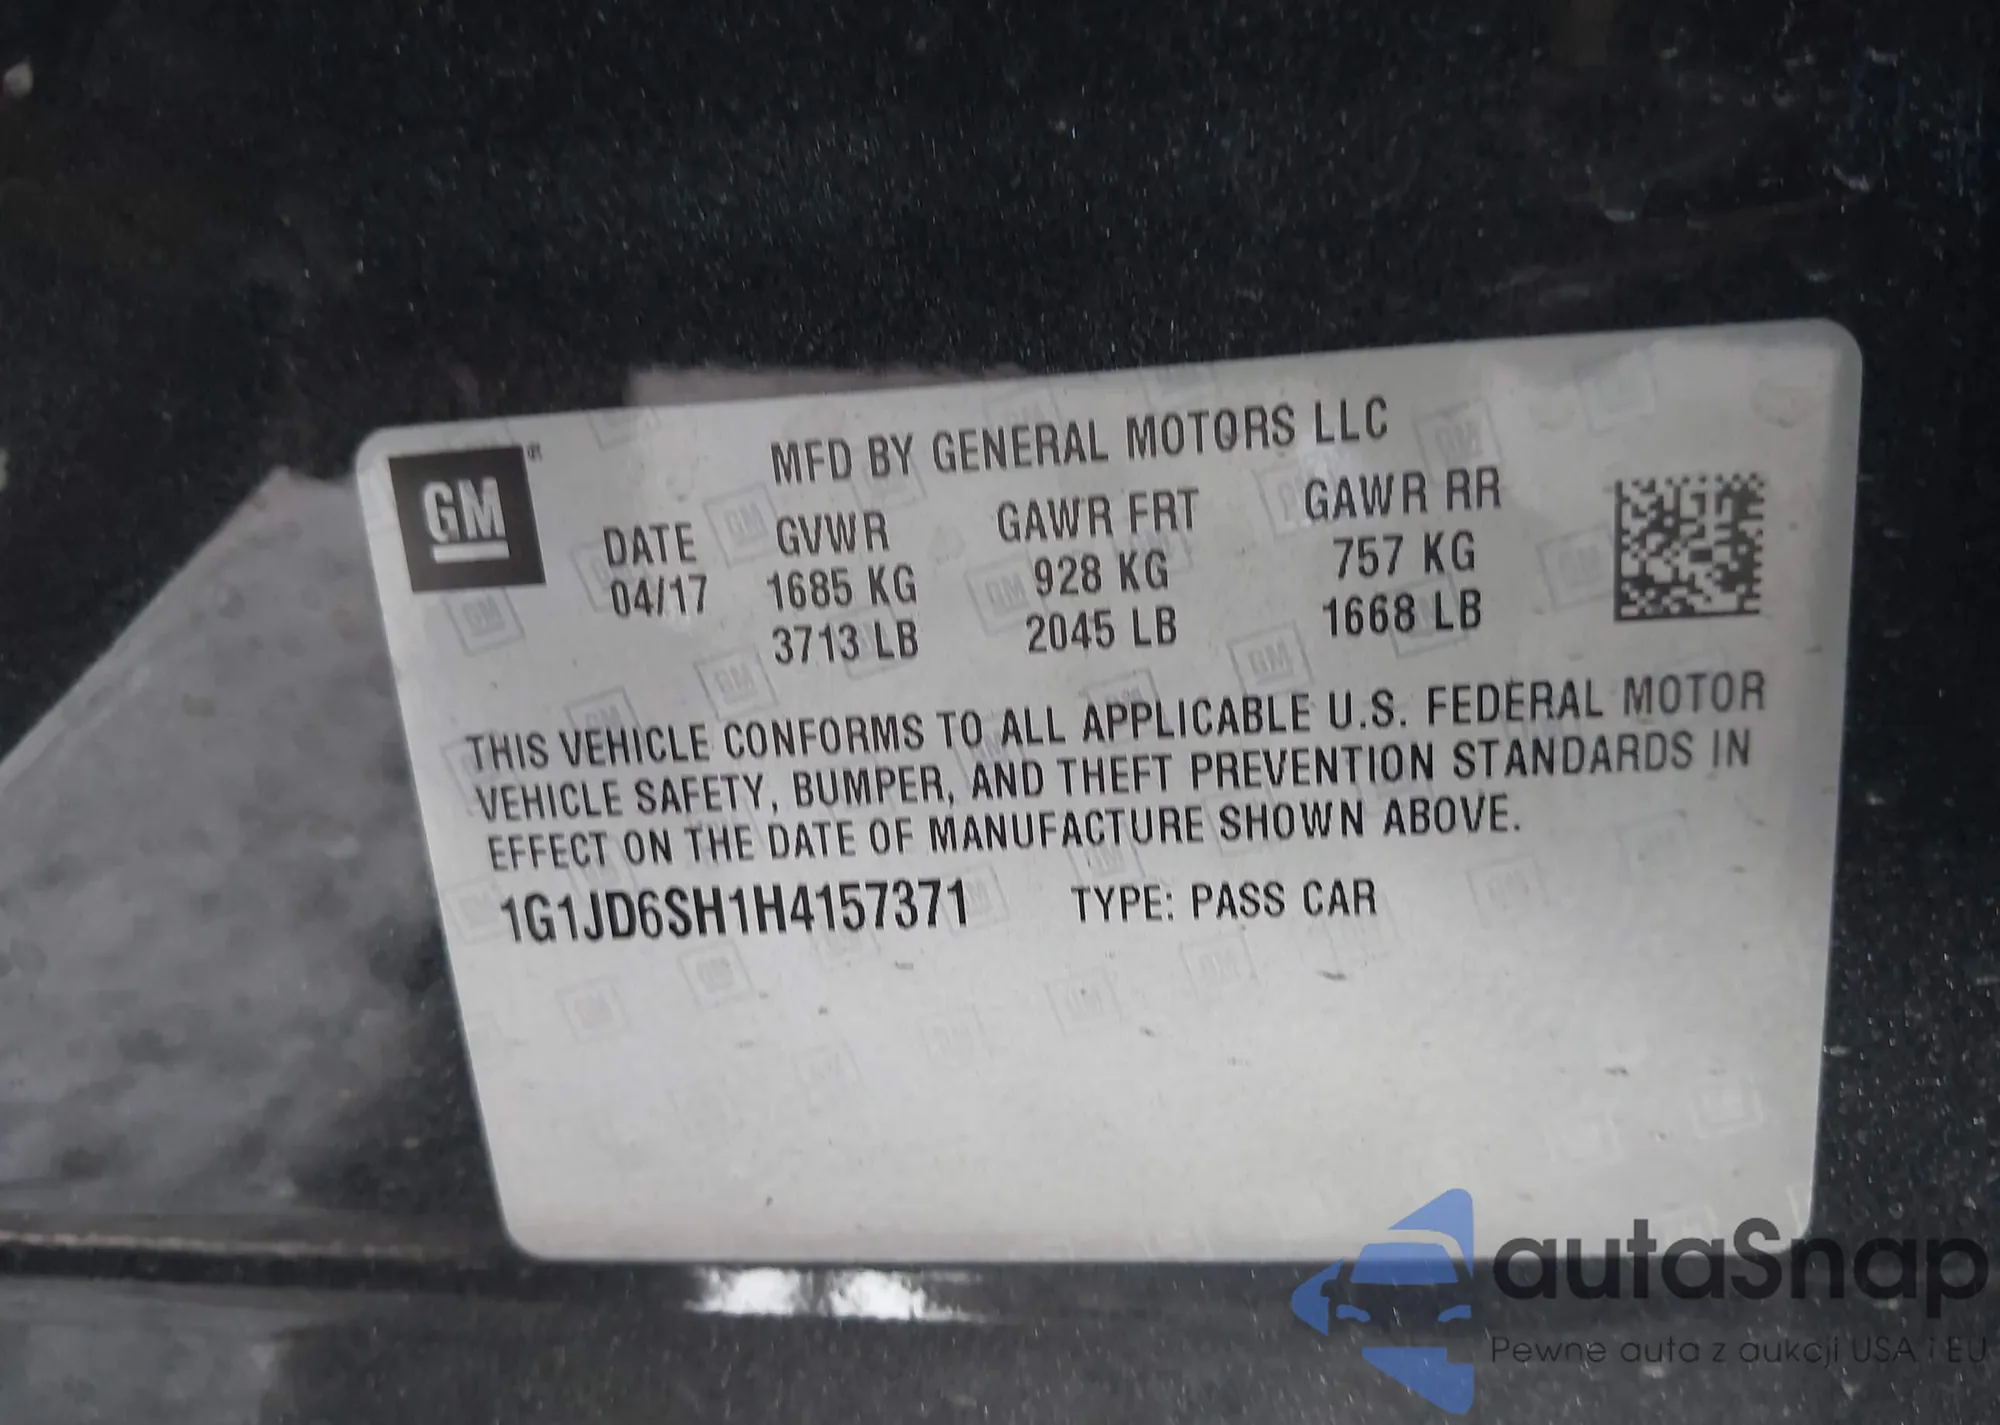 MFD BY GENERAL MOTORS LLC
GM
DATE GVWR GAWR FRT GAWR RR
04/17 1685 KG 928 KG 757 KG
3713 LB 2045 LB 1668 LB
THIS VEHICLE CONFORMS TO ALL APPLICABLE U.S. FEDERAL MOTOR
VEHICLE SAFETY, BUMPER, AND THEFT PREVENTION STANDARDS IN
EFFECT ON THE DATE OF MANUFACTURE SHOWN ABOVE.
1G1JD6SH1H4157371 TYPE: PASS CAR
autaSnap
Pewne auta z aukcji USA i EU